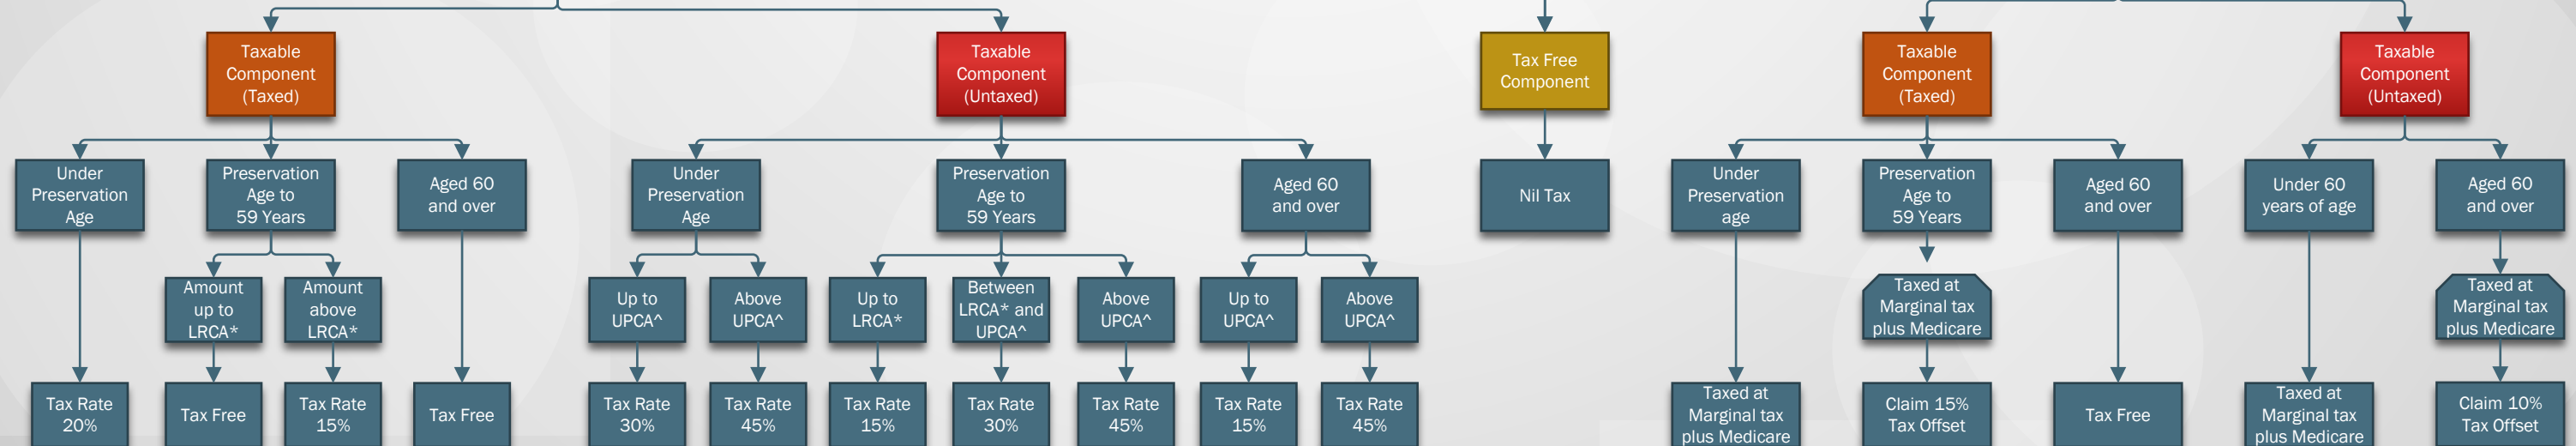 Taxable
Component
(Taxed)
Taxable
Component
(Untaxed)
Tax Free
Component
Taxable
Component
(Taxed)
Taxable
Component
(Untaxed)
Under
Preservation
Age
Preservation
Age to
59 Years
Aged 60
and over
Under
Preservation
Age
Preservation
Age to
59 Years
Aged 60
and over
Nil Tax
Under
Preservation
age
Preservation
Age to
59 Years
Aged 60
and over
Under 60
years of age
Aged 60
and over
Amount
up to
LRCA*
Amount
above
LRCA*
Up to
UPCA^
Above
UPCA^
Up to
LRCA*
Between
LRCA* and
UPCA^
Above
UPCA^
Up to
UPCA^
Above
UPCA^
Taxed at
Marginal tax
plus Medicare
Taxed at
Marginal tax
plus Medicare
Tax Rate
20%
Tax Free
Tax Rate
15%
Tax Free
Tax Rate
30%
Tax Rate
45%
Tax Rate
15%
Tax Rate
30%
Tax Rate
45%
Tax Rate
15%
Tax Rate
45%
Taxed at
Marginal tax
plus Medicare
Claim 15%
Tax Offset
Tax Free
Taxed at
Marginal tax
plus Medicare
Claim 10%
Tax Offset